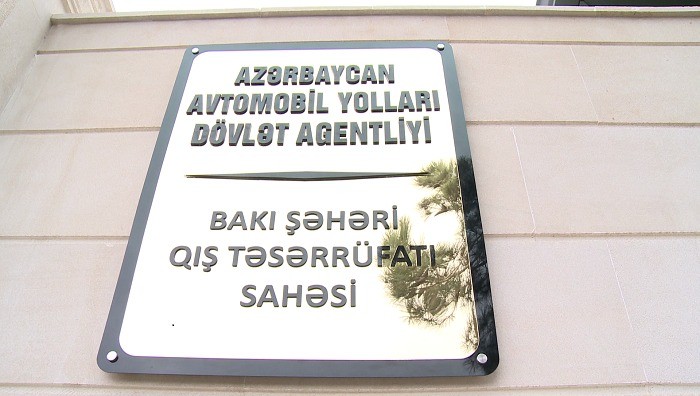 AZƏRBAYCAN
AVTOMOBİL YOLLARI
DÖVLƏT AGENTLİYİ
BAKI ŞƏHƏRİ
QIŞ TƏSƏRRÜFATI
SAHƏSİ